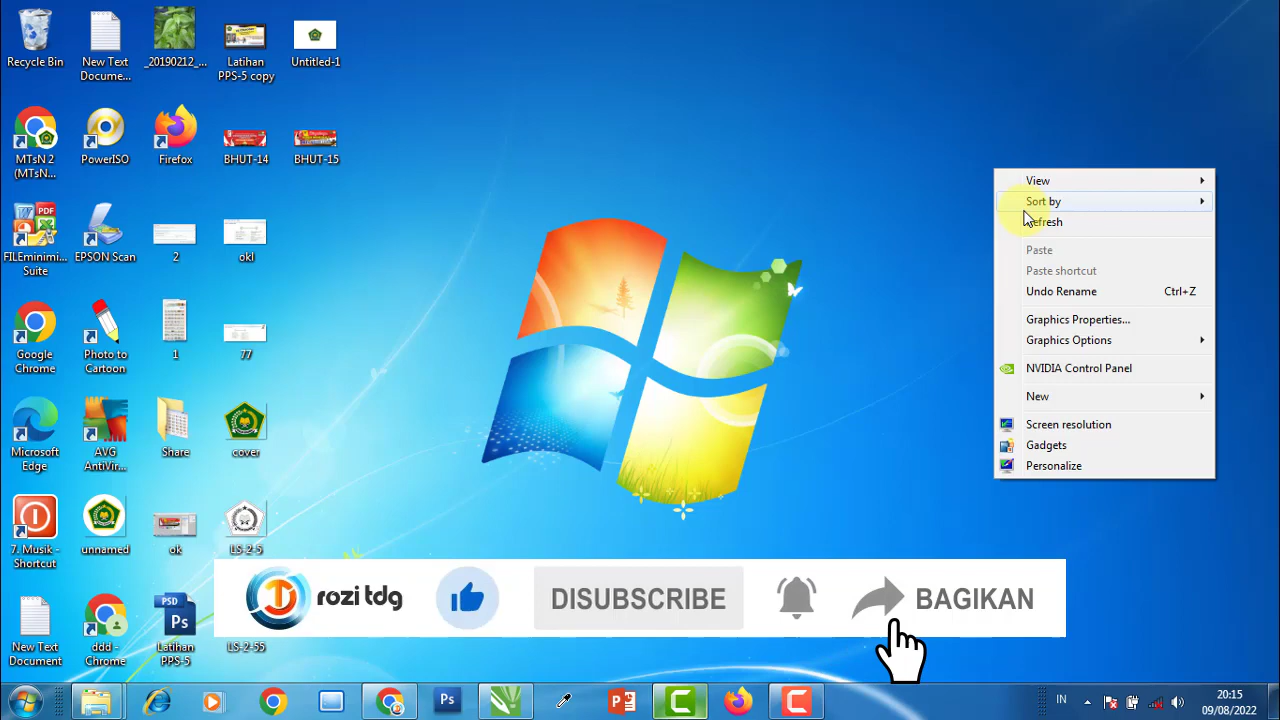 Recycle Bin
New Text
Docume...
_20190212_...
Latihan
PPS-5 copy
Untitled-1
MTsN 2
(MTsN...
PowerISO
Firefox
BHUT-14
BHUT-15
FILEminimi...
Suite
EPSON Scan
2
okl
Google
Chrome
Photo to
Cartoon
1
77
Microsoft
Edge
AVG
AntiVir...
Share
cover
7. Musik -
Shortcut
unnamed
ok
LS-2-5
New Text
Document
ddd -
Chrome
PSD
Ps
Latihan
PPS-5
LS-2-55
View
Sort by
Refresh
Paste
Paste shortcut
Undo Rename Ctrl+Z
Graphics Properties...
Graphics Options
NVIDIA Control Panel
New
Screen resolution
Gadgets
Personalize
rozi tdg
DISUBSCRIBE
BAGIKAN
Ps
IN
20:15
09/08/2022